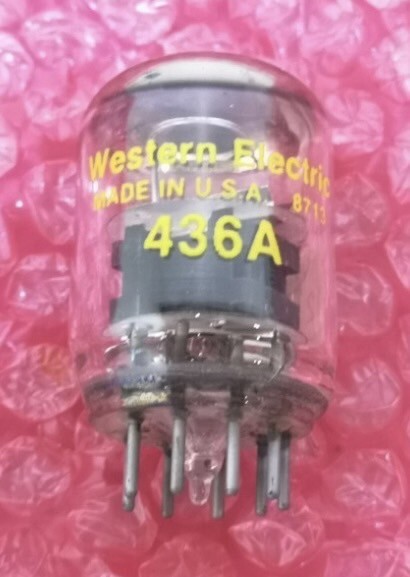 Western Electric
MADE IN U.S.A. 8713
436A